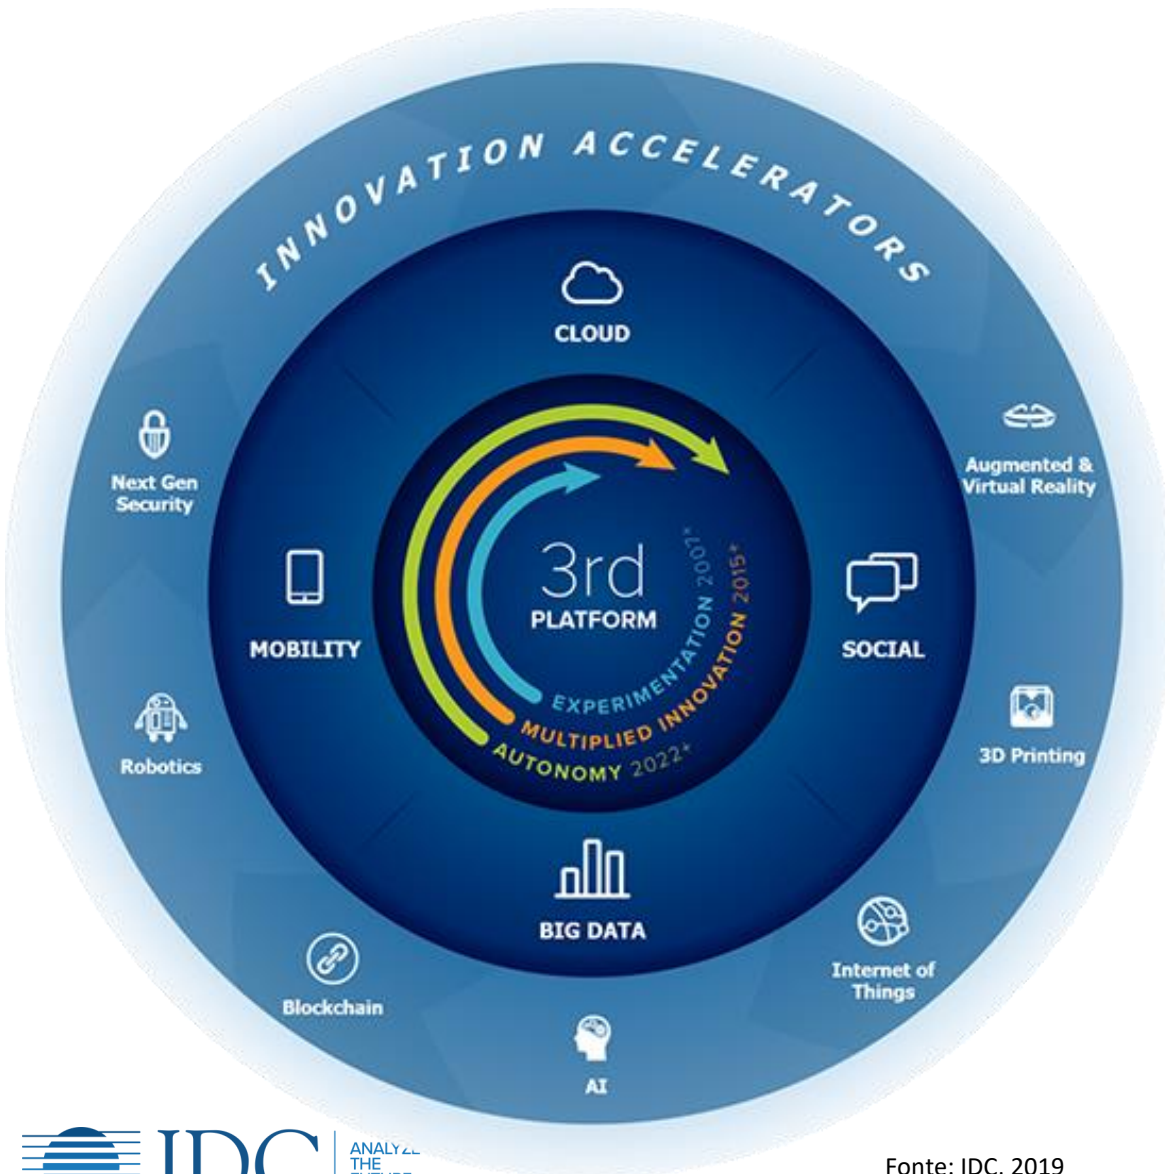 INNOVATION ACCELERATORS
CLOUD
Next Gen
Security
Augmented &
Virtual Reality
3rd
PLATFORM
EXPERIMENTATION 2007+
MULTIPLIED INNOVATION 2015+
AUTONOMY 2022+
MOBILITY
SOCIAL
Robotics
3D Printing
BIG DATA
Internet of
Things
Blockchain
AI
IDC
THE
Fonte: IDC, 2019